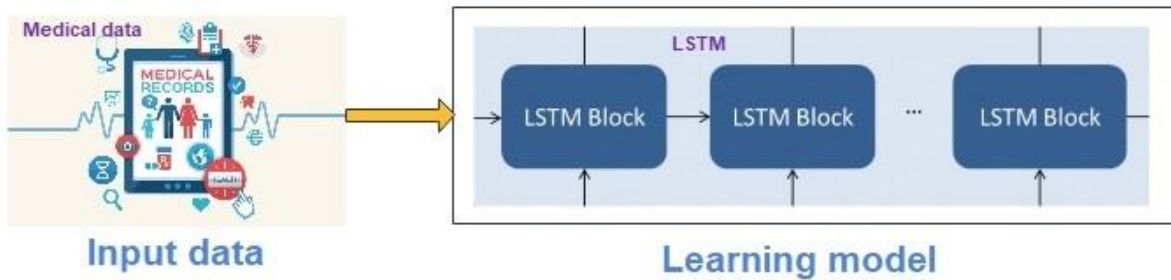 Medical data
MEDICAL
RECORDS
Input data
LSTM
LSTM Block
LSTM Block
...
LSTM Block
Learning model